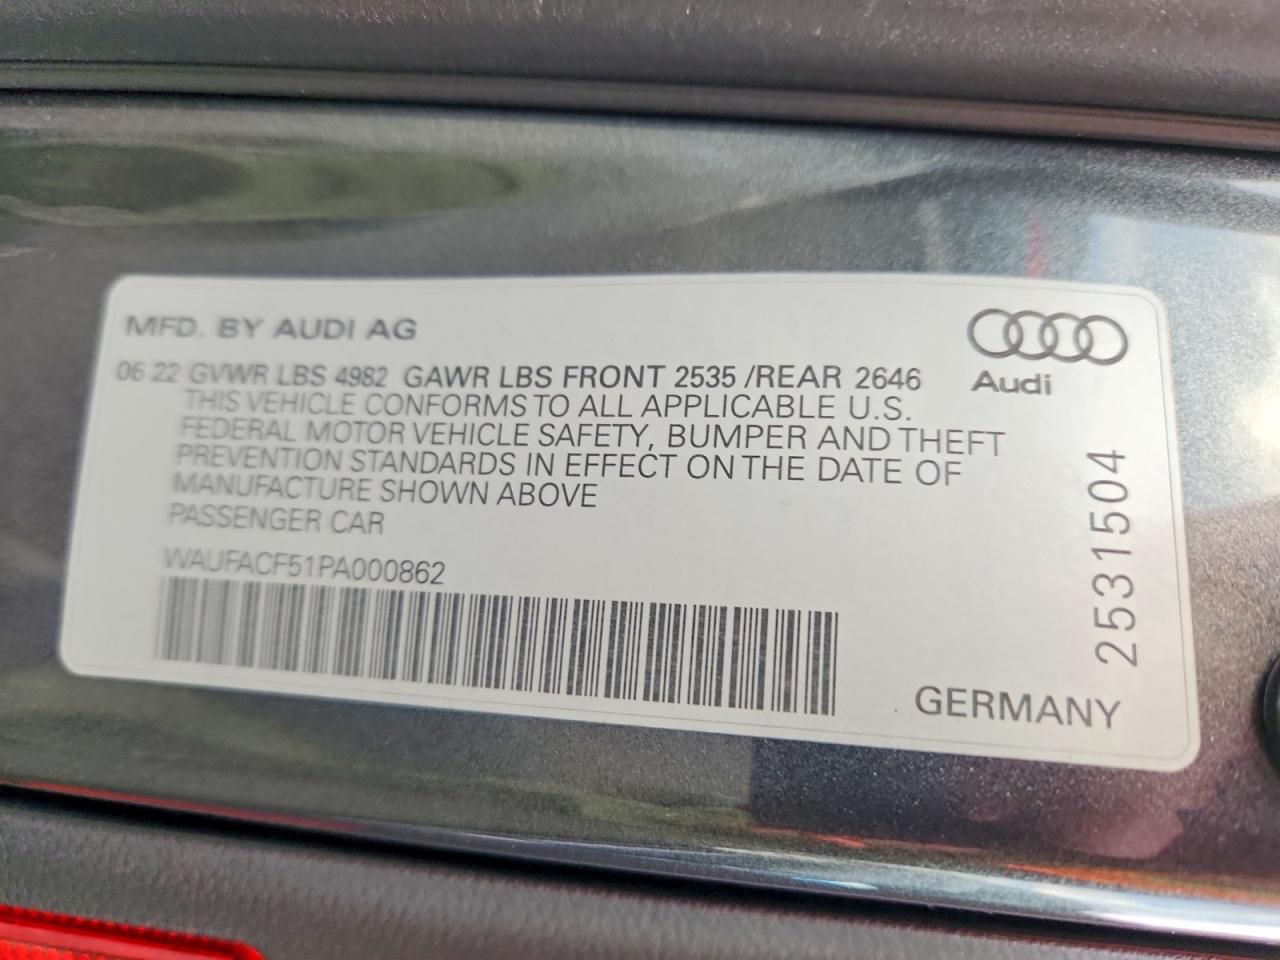 MFD. BY AUDI AG
Audi
06 22 GVWR LBS 4982 GAWR LBS FRONT 2535 /REAR 2646
THIS VEHICLE CONFORMS TO ALL APPLICABLE U.S.
FEDERAL MOTOR VEHICLE SAFETY, BUMPER AND THEFT
PREVENTION STANDARDS IN EFFECT ON THE DATE OF
MANUFACTURE SHOWN ABOVE
PASSENGER CAR
WAUFACF51PA000862
2531504
GERMANY